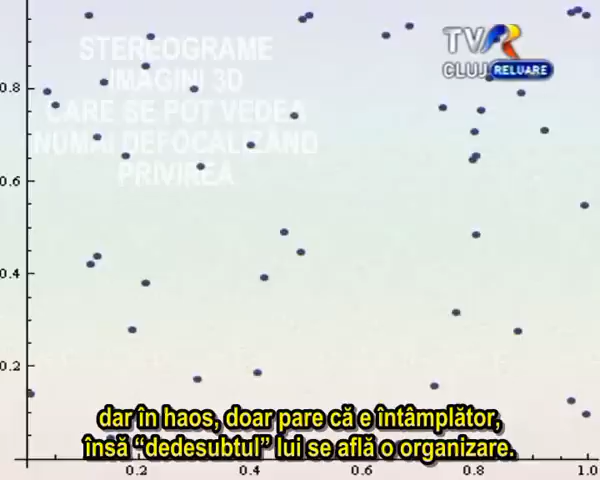 STEREOGRAME
IMAGINI 3D
CARE SE POT VEDEA
NUMAI DEFOCALIZÂND
PRIVIREA
TVR
CLUJ RELUARE
0.8
0.6
0.4
0.2
dar în haos, doar pare că e întâmplător,
însă “dedesubtul” lui se află o organizare.
0.2 0.4 0.6 0.8 1.0